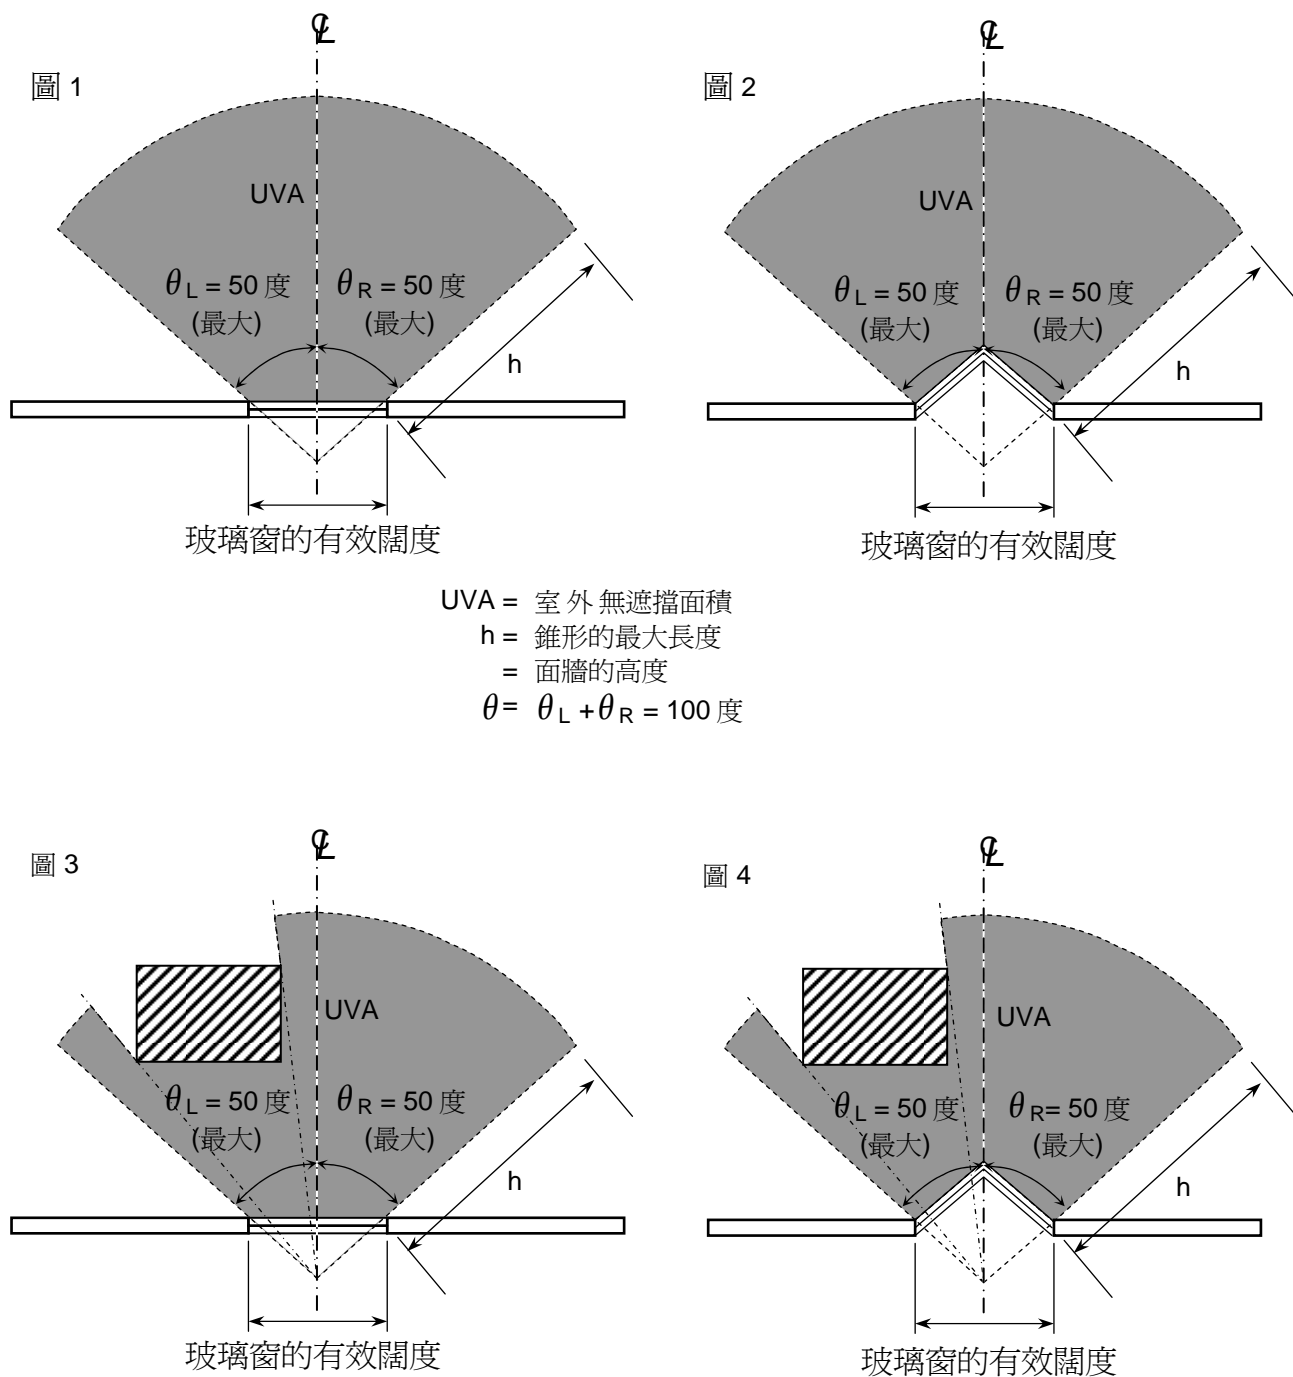 ℄
℄
圖 1
圖 2
UVA
UVA
θL = 50 度
(最大)
θR = 50 度
(最大)
h
θL = 50 度
(最大)
θR = 50 度
(最大)
h
玻璃窗的有效闊度
玻璃窗的有效闊度
UVA = 室 外 無遮擋面積
h = 錐形的最大長度
= 面牆的高度
θ = θL +θR = 100 度
℄
℄
圖 3
圖 4
UVA
UVA
θL = 50 度
(最大)
θR = 50 度
(最大)
h
θL = 50 度
(最大)
θR= 50 度
(最大)
h
玻璃窗的有效闊度
玻璃窗的有效闊度